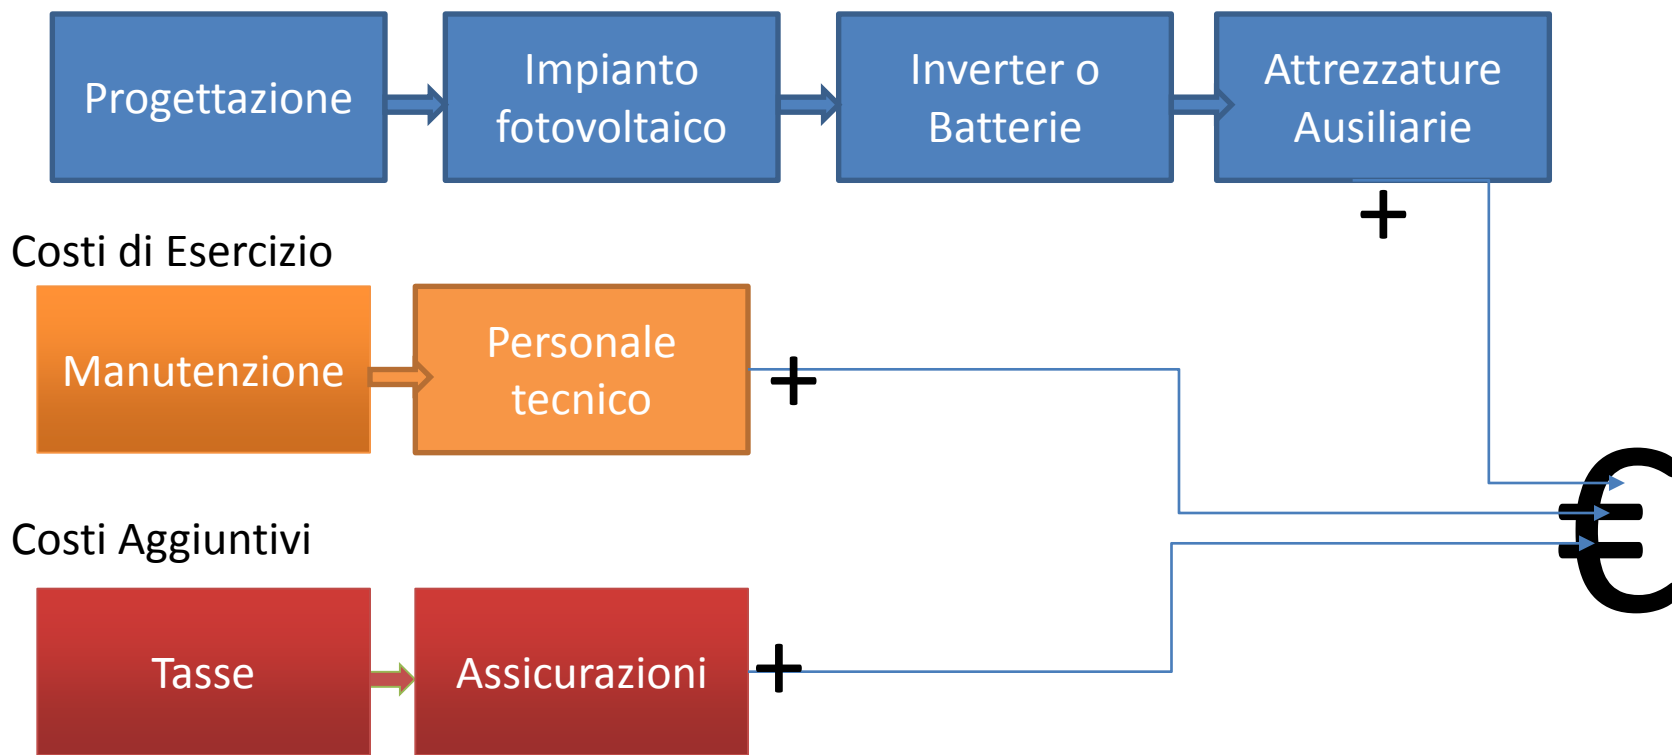 Progettazione
Impianto
fotovoltaico
Inverter o
Batterie
Attrezzature
Ausiliarie
+
Costi di Esercizio
Manutenzione
Personale
tecnico
+
€
Costi Aggiuntivi
Tasse
Assicurazioni
+